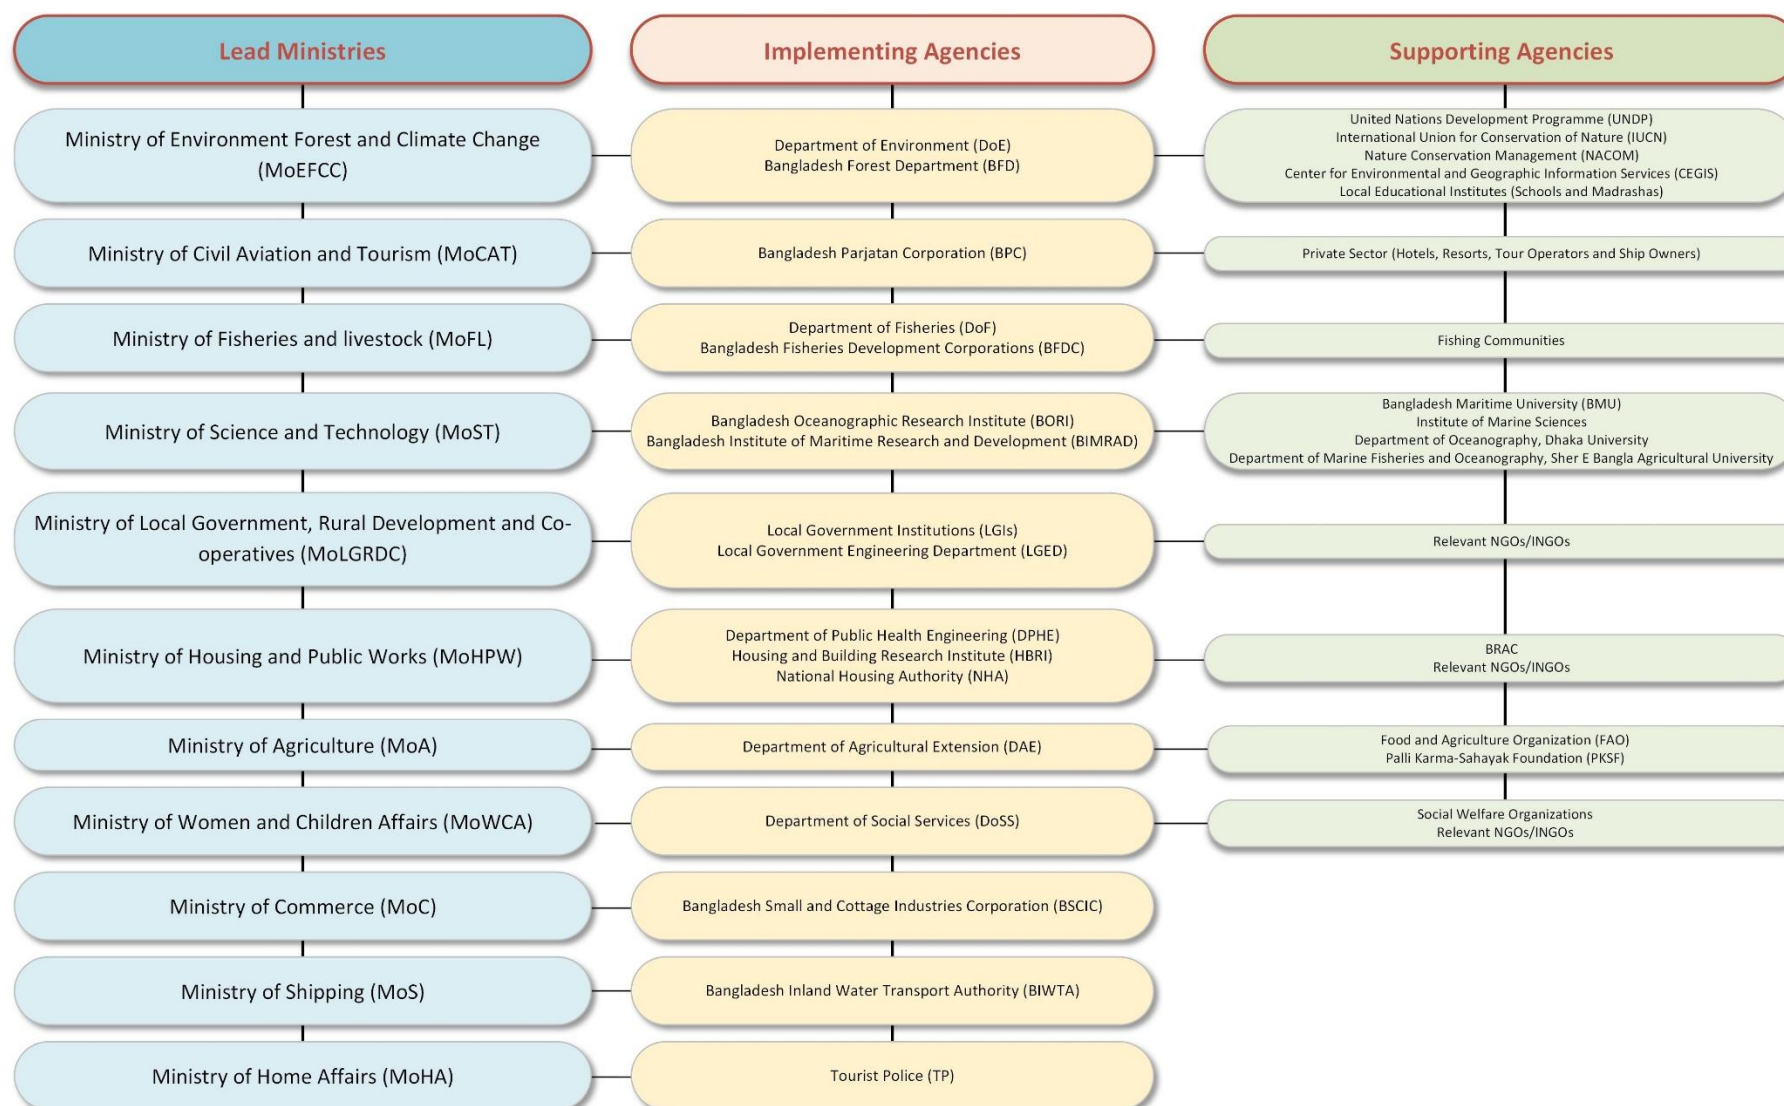 Lead Ministries
Implementing Agencies
Supporting Agencies
Ministry of Environment Forest and Climate Change
(MoEFCC)
Department of Environment (DoE)
Bangladesh Forest Department (BFD)
United Nations Development Programme (UNDP)
International Union for Conservation of Nature (IUCN)
Nature Conservation Management (NACOM)
Center for Environmental and Geographic Information Services (CEGIS)
Local Educational Institutes (Schools and Madrashas)
Ministry of Civil Aviation and Tourism (MoCAT)
Bangladesh Parjatan Corporation (BPC)
Private Sector (Hotels, Resorts, Tour Operators and Ship Owners)
Ministry of Fisheries and livestock (MoFL)
Department of Fisheries (DoF)
Bangladesh Fisheries Development Corporations (BFDC)
Fishing Communities
Ministry of Science and Technology (MoST)
Bangladesh Oceanographic Research Institute (BORI)
Bangladesh Institute of Maritime Research and Development (BIMRAD)
Bangladesh Maritime University (BMU)
Institute of Marine Sciences
Department of Oceanography, Dhaka University
Department of Marine Fisheries and Oceanography, Sher E Bangla Agricultural University
Ministry of Local Government, Rural Development and Co-
operatives (MoLGRDC)
Local Government Institutions (LGIs)
Local Government Engineering Department (LGED)
Relevant NGOs/INGOs
Ministry of Housing and Public Works (MoHPW)
Department of Public Health Engineering (DPHE)
Housing and Building Research Institute (HBRI)
National Housing Authority (NHA)
BRAC
Relevant NGOs/INGOs
Ministry of Agriculture (MoA)
Department of Agricultural Extension (DAE)
Food and Agriculture Organization (FAO)
Palli Karma-Sahayak Foundation (PKSF)
Ministry of Women and Children Affairs (MoWCA)
Department of Social Services (DoSS)
Social Welfare Organizations
Relevant NGOs/INGOs
Ministry of Commerce (MoC)
Bangladesh Small and Cottage Industries Corporation (BSCIC)
Ministry of Shipping (MoS)
Bangladesh Inland Water Transport Authority (BIWTA)
Ministry of Home Affairs (MoHA)
Tourist Police (TP)